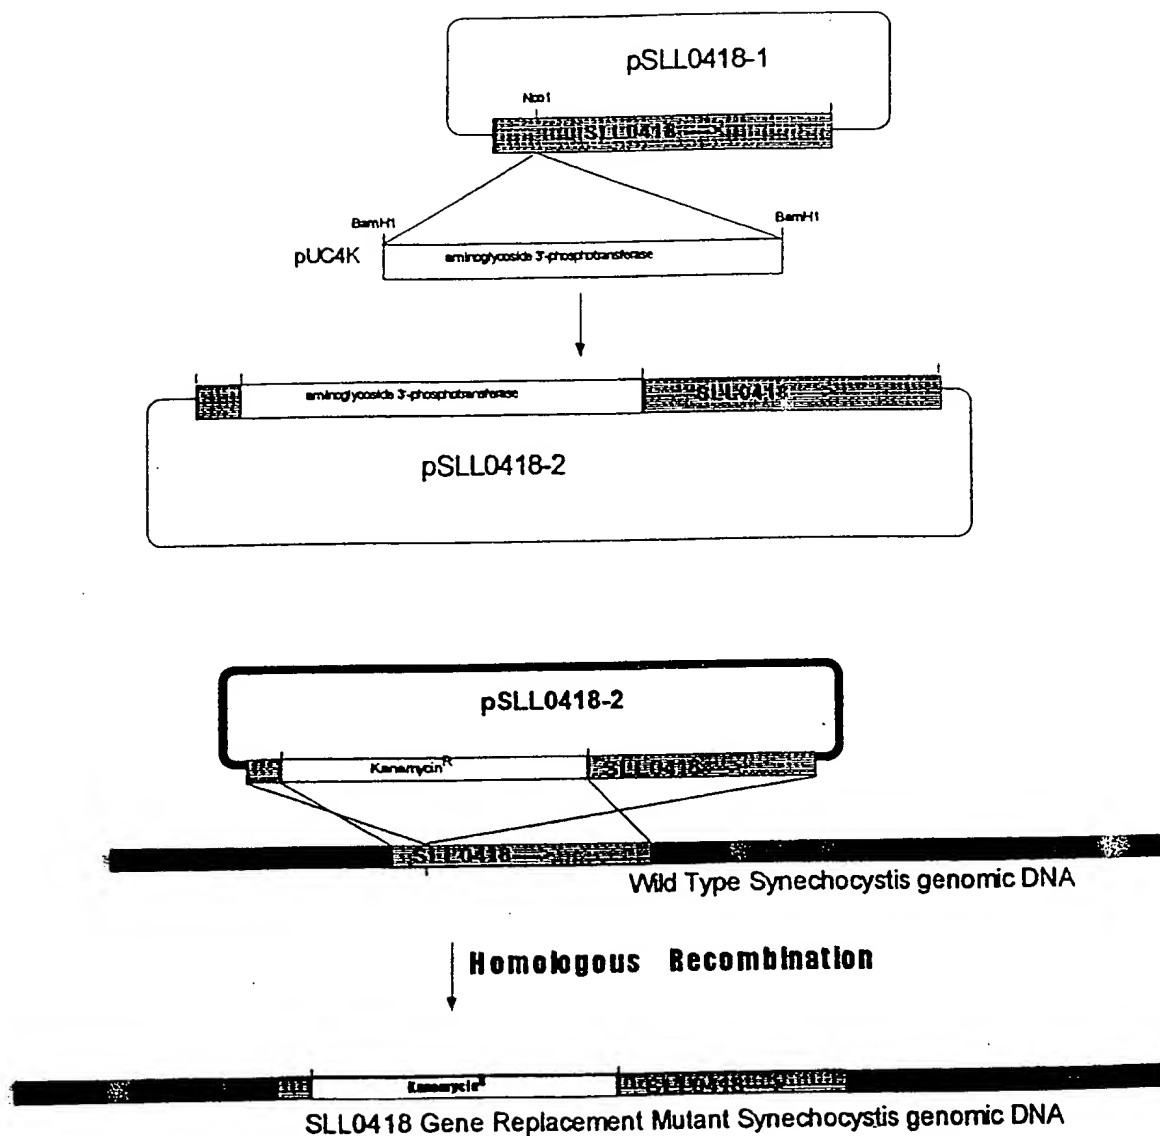 pSLL0418-1
Nco1
SLL0418
BamH1
BamH1
pUC4K
aminoglycoside 3'-phosphotransferase
aminoglycoside 3'-phosphotransferase
SLL0418
pSLL0418-2
pSLL0418-2
Kanamycin^R
SLL0418
SLL0418
Wild Type Synechocystis genomic DNA
Homologous Recombination
Kanamycin^R
SLL0418
SLL0418 Gene Replacement Mutant Synechocystis genomic DNA